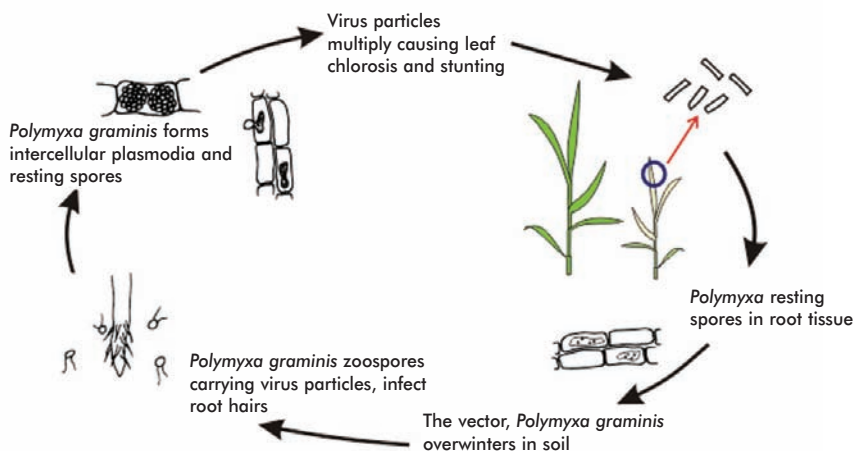 Virus particles
multiply causing leaf
chlorosis and stunting
Polymyxa resting
spores in root tissue
The vector, Polymyxa graminis
overwinters in soil
Polymyxa graminis zoospores
carrying virus particles, infect
root hairs
Polymyxa graminis forms
intercellular plasmodia and
resting spores